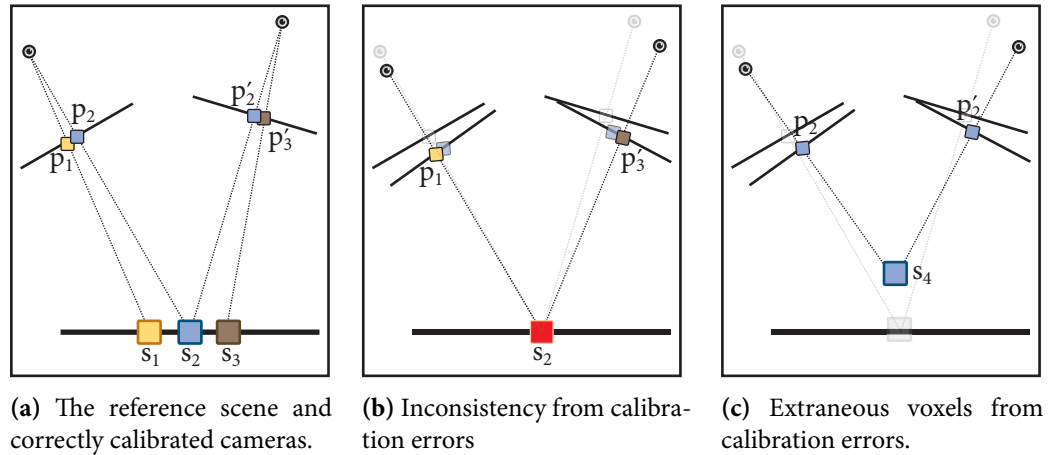 p₂
p₁
p′₂
p′₃
s₁ s₂ s₃
p₁
p′₃
s₂
p₂
p′₂
s₄
(a) The reference scene and
correctly calibrated cameras.
(b) Inconsistency from calibra-
tion errors
(c) Extraneous voxels from
calibration errors.